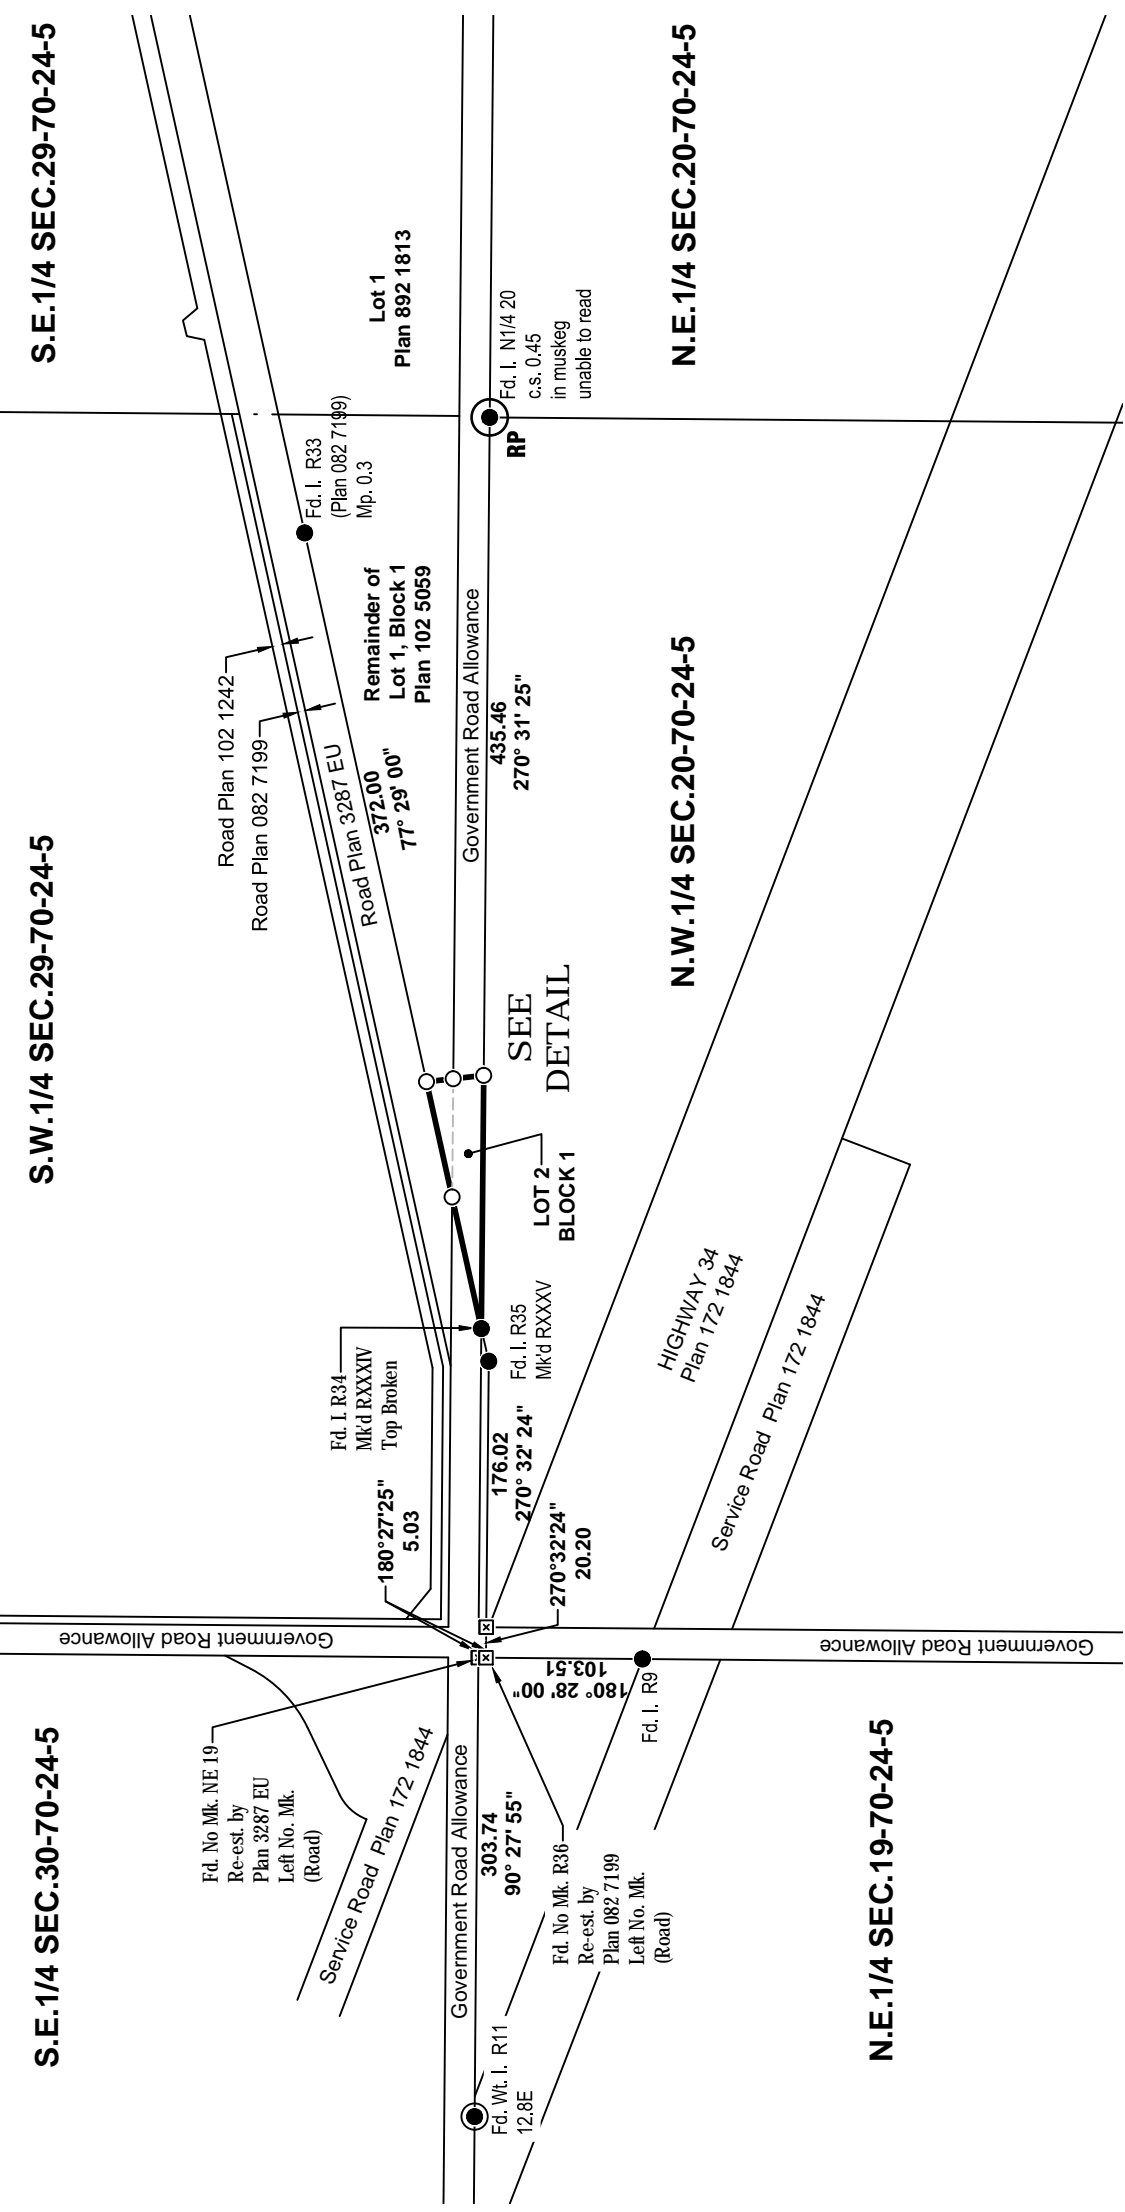 S.E.1/4 SEC.30-70-24-5
S.W.1/4 SEC.29-70-24-5
S.E.1/4 SEC.29-70-24-5
Fd. No Mk. NE 19
Re-est. by
Plan 3287 EU
Left No. Mk.
(Road)
Service Road  Plan 172 1844
Government Road Allowance
Government Road Allowance
303.74
90° 27' 55"
Fd. Wt. I.  R11
12.8E
Fd. No Mk. R36
Re-est. by
Plan 082 7199
Left No. Mk.
(Road)
180° 28' 00"
103.51
Fd. I.  R9
180°27'25"
5.03
Fd. I. R34
Mk'd RXXXIV
Top Broken
176.02
270° 32' 24"
270°32'24"
20.20
Fd. I. R35
Mk'd RXXXV
LOT 2
BLOCK 1
SEE
DETAIL
Road Plan 102 1242
Road Plan 082 7199
Road Plan 3287 EU
372.00
77° 29' 00"
Remainder of
Lot 1, Block 1
Plan 102 5059
Government Road Allowance
435.46
270° 31' 25"
Fd. I.  R33
(Plan 082 7199)
Mp. 0.3
Lot 1
Plan 892 1813
RP
Fd. I.  N1/4 20
c.s. 0.45
in muskeg
unable to read
HIGHWAY 34
Plan 172 1844
Service Road  Plan 172 1844
Government Road Allowance
N.E.1/4 SEC.19-70-24-5
N.W.1/4 SEC.20-70-24-5
N.E.1/4 SEC.20-70-24-5